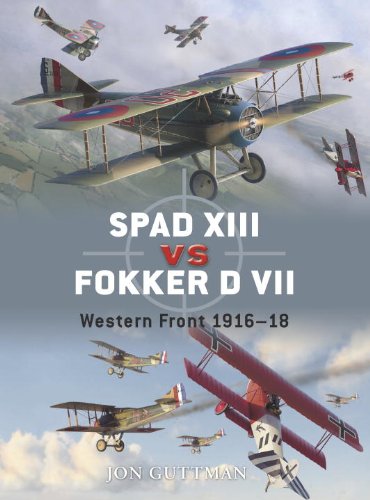 SPAD XIII
VS
FOKKER D VII
Western Front 1916–18
JON GUTTMAN